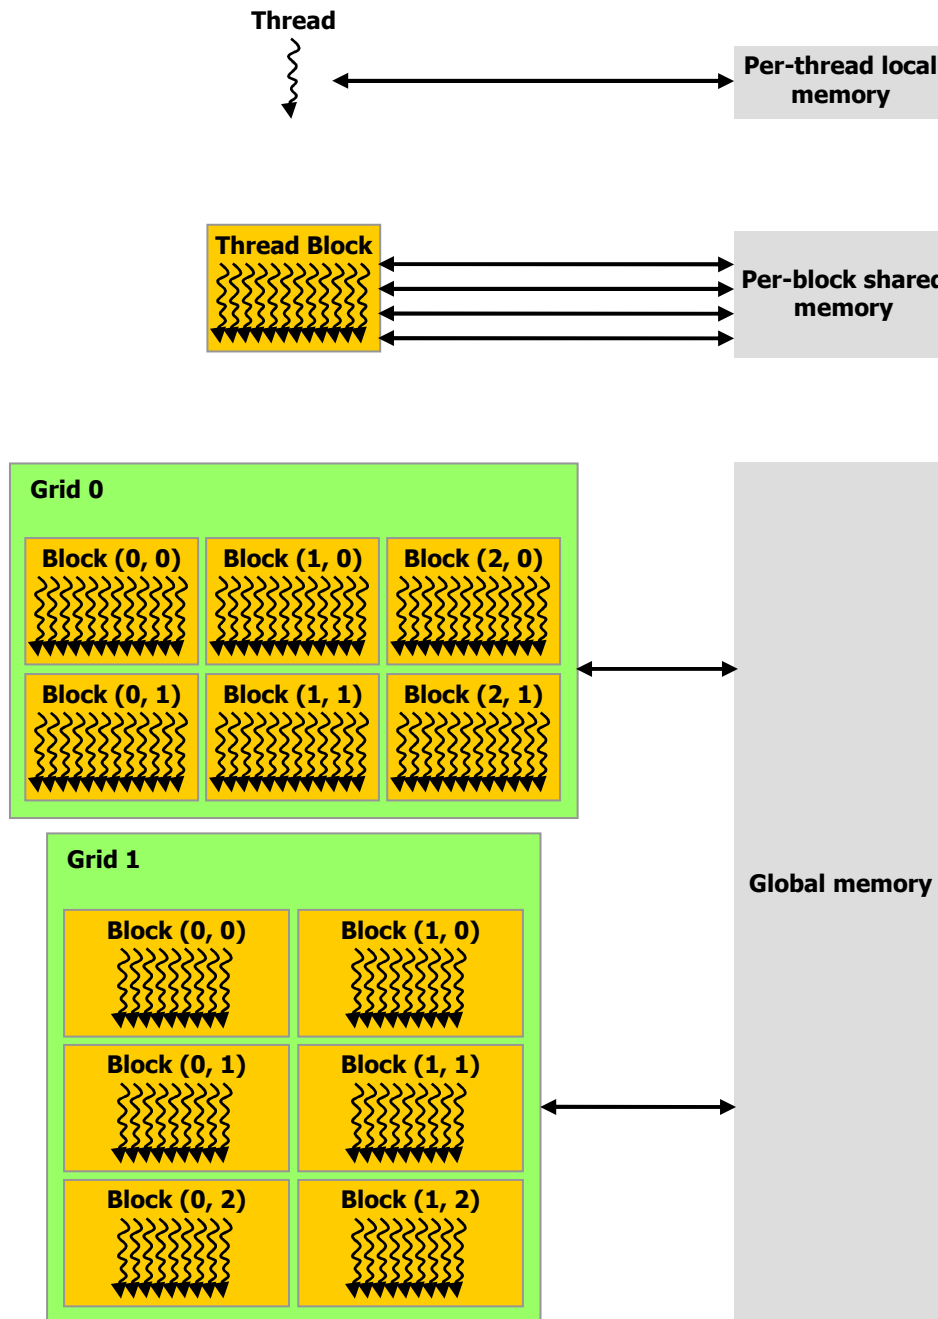 Thread
Per-thread local
memory
Thread Block
Per-block shared
memory
Grid 0
Block (0, 0)
Block (1, 0)
Block (2, 0)
Block (0, 1)
Block (1, 1)
Block (2, 1)
Grid 1
Global memory
Block (0, 0)
Block (1, 0)
Block (0, 1)
Block (1, 1)
Block (0, 2)
Block (1, 2)